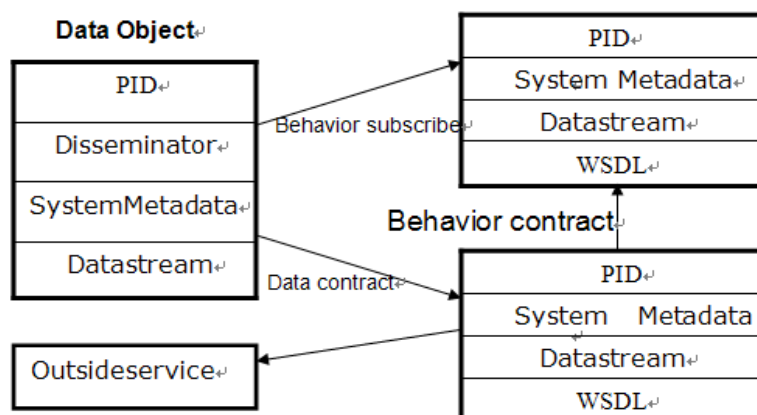 Data Object
PID
Disseminator
SystemMetadata
Datastream
Outsideservice
Behavior subscribe
Data contract
PID
System Metadata
Datastream
WSDL
Behavior contract
PID
System Metadata
Datastream
WSDL